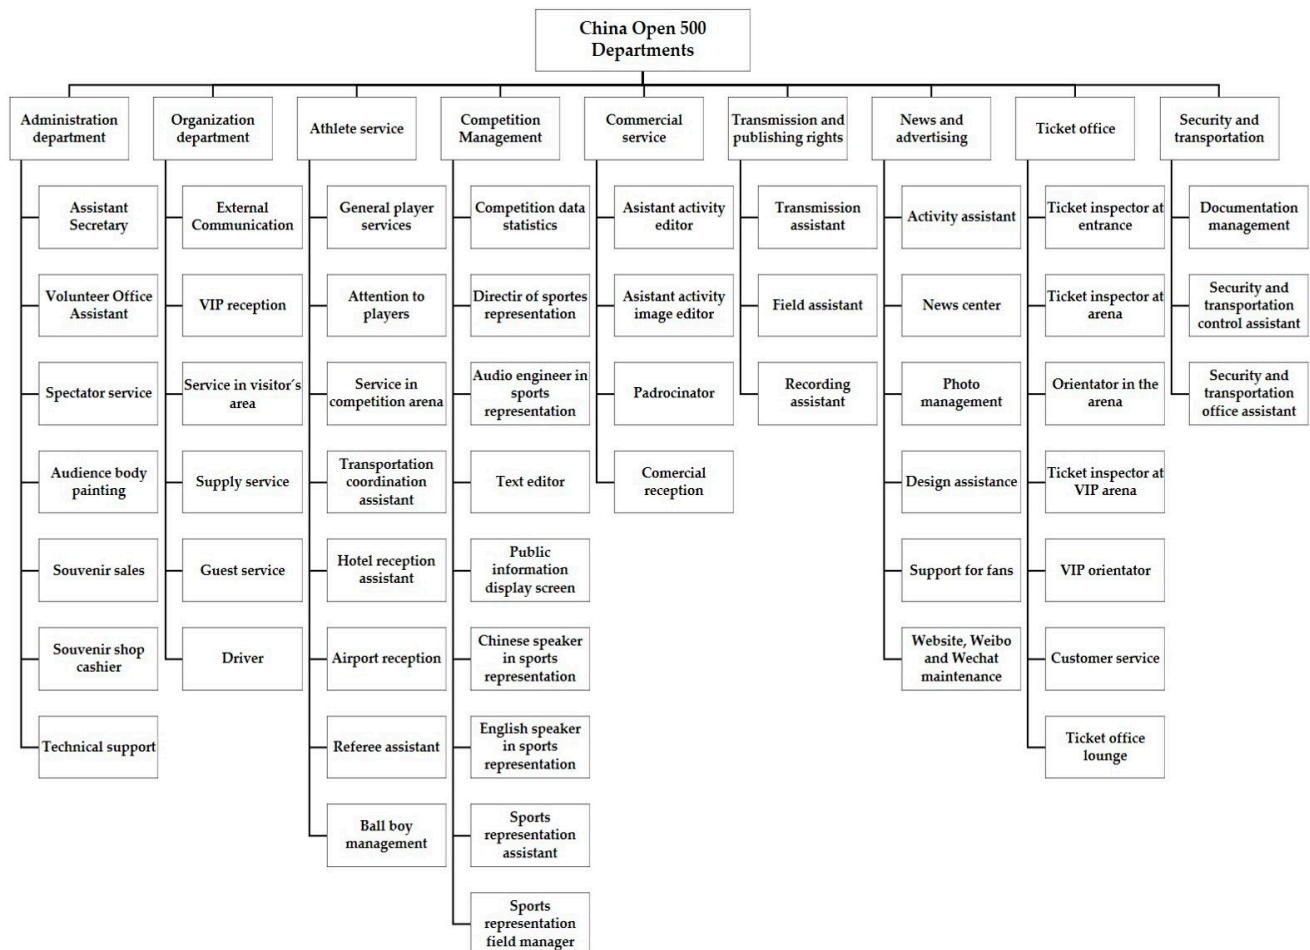 China Open 500
Departments
Administration
department
Assistant
Secretary
Volunteer Office
Assistant
Spectator service
Audience body
painting
Souvenir sales
Souvenir shop
cashier
Technical support
Organization
department
External
Communication
VIP reception
Service in visitor´s
area
Supply service
Guest service
Driver
Athlete service
General player
services
Attention to
players
Service in
competition arena
Transportation
coordination
assistant
Hotel reception
assistant
Airport reception
Referee assistant
Ball boy
management
Competition
Management
Competition data
statistics
Directir of sportes
representation
Audio engineer in
sports
representation
Text editor
Public
information
display screen
Chinese speaker
in sports
representation
English speaker
in sports
representation
Sports
representation
assistant
Sports
representation
field manager
Commercial
service
Asistant activity
editor
Asistant activity
image editor
Padrocinator
Comercial
reception
Transmission and
publishing rights
Transmission
assistant
Field assistant
Recording
assistant
News and
advertising
Activity assistant
News center
Photo
management
Design assistance
Support for fans
Website, Weibo
and Wechat
maintenance
Ticket office
Ticket inspector at
entrance
Ticket inspector at
arena
Orientator in the
arena
Ticket inspector at
VIP arena
VIP orientator
Customer service
Ticket office
lounge
Security and
transportation
Documentation
management
Security and
transportation
control assistant
Security and
transportation
office assistant